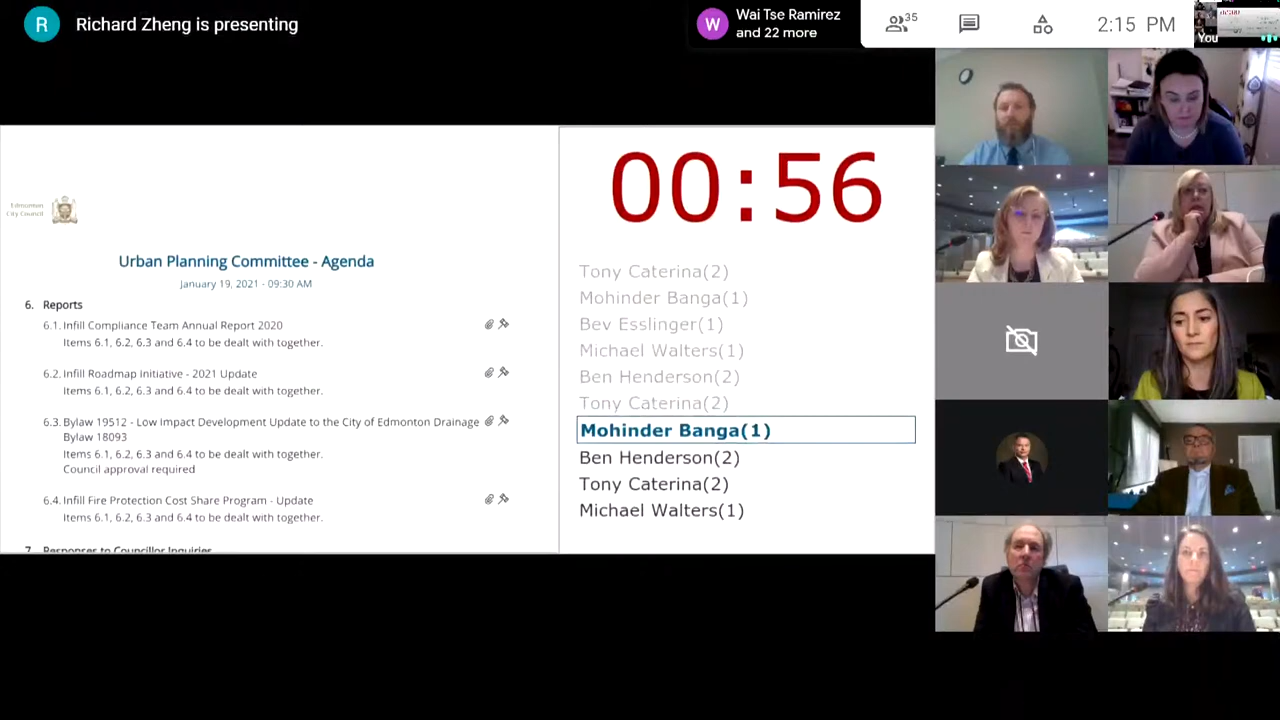 R
Richard Zheng is presenting
W
Wai Tse Ramirez
and 22 more
35
2:15 PM
You
Edmonton
City Council
Urban Planning Committee - Agenda
January 19, 2021 - 09:30 AM
6. Reports
6.1. Infill Compliance Team Annual Report 2020
Items 6.1, 6.2, 6.3 and 6.4 to be dealt with together.
6.2. Infill Roadmap Initiative - 2021 Update
Items 6.1, 6.2, 6.3 and 6.4 to be dealt with together.
6.3. Bylaw 19512 - Low Impact Development Update to the City of Edmonton Drainage
Bylaw 18093
Items 6.1, 6.2, 6.3 and 6.4 to be dealt with together.
Council approval required
6.4. Infill Fire Protection Cost Share Program - Update
Items 6.1, 6.2, 6.3 and 6.4 to be dealt with together.
7. Responses to Councillor Inquiries
00:56
Tony Caterina(2)
Mohinder Banga(1)
Bev Esslinger(1)
Michael Walters(1)
Ben Henderson(2)
Tony Caterina(2)
Mohinder Banga(1)
Ben Henderson(2)
Tony Caterina(2)
Michael Walters(1)